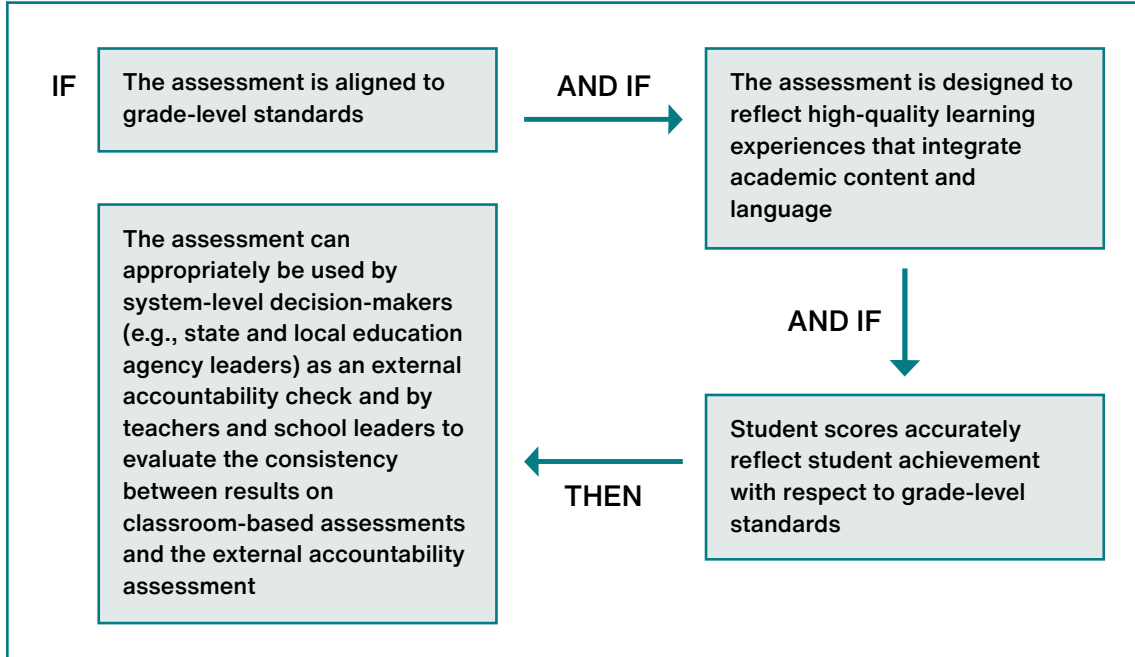 IF
The assessment is aligned to
grade-level standards
AND IF
The assessment is designed to
reflect high-quality learning
experiences that integrate
academic content and
language
AND IF
Student scores accurately
reflect student achievement
with respect to grade-level
standards
THEN
The assessment can
appropriately be used by
system-level decision-makers
(e.g., state and local education
agency leaders) as an external
accountability check and by
teachers and school leaders to
evaluate the consistency
between results on
classroom-based assessments
and the external accountability
assessment